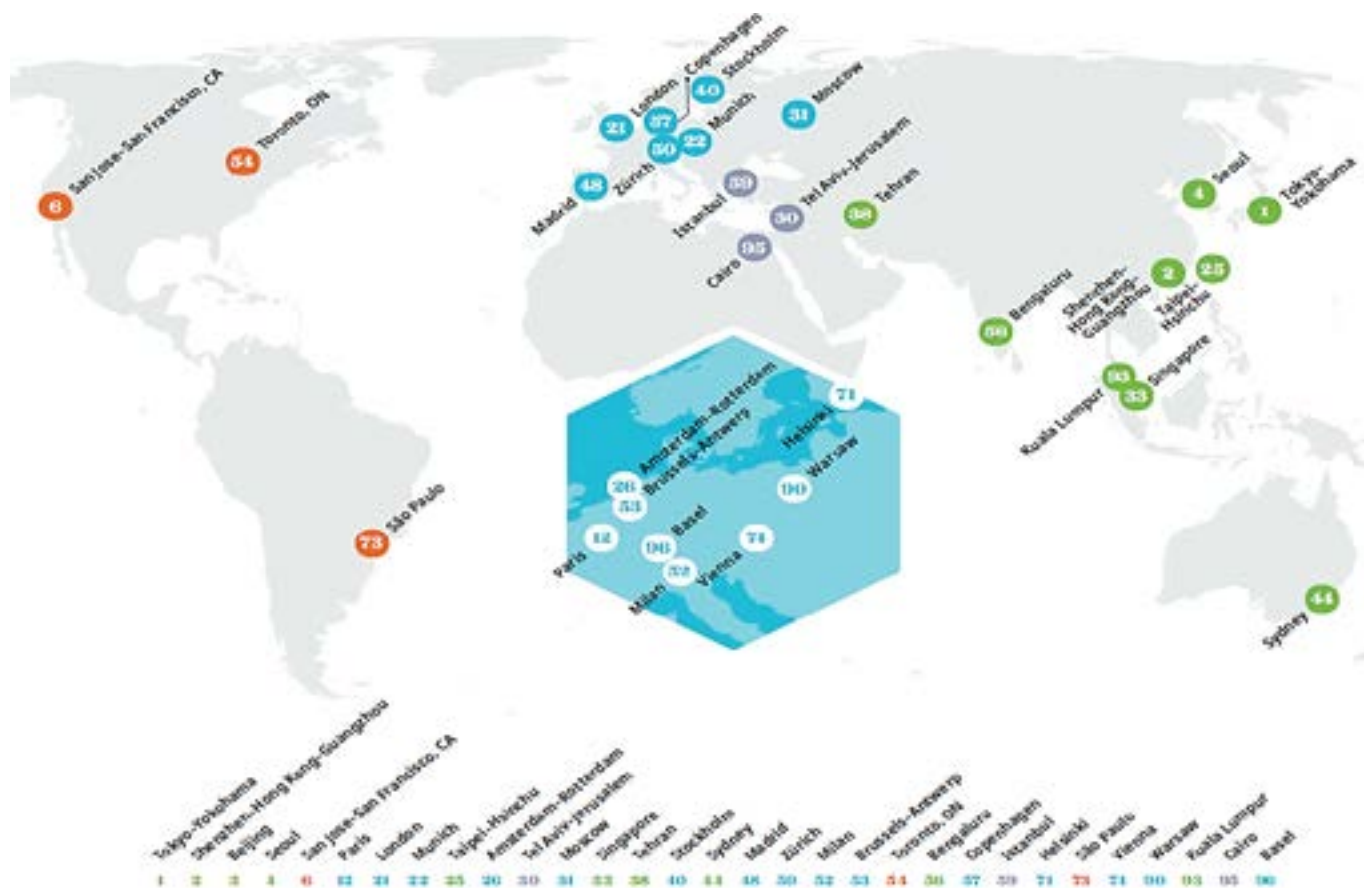 Copenhagen
London
Stockholm
40
57
21
Munich
22
50
Zürich
Moscow
31
San Jose-San Francisco, CA
6
Toronto, ON
54
Madrid
48
Istanbul
59
Tel Aviv-Jerusalem
30
Cairo
95
Tehran
38
Seoul
4
Tokyo-
Yokohama
1
Shenzhen-
Hong Kong-
Guangzhou
2
Taipei-
Hsinchu
25
Bengaluru
56
Kuala Lumpur
93
Singapore
33
Amsterdam-Rotterdam
26
Brussels-Antwerp
53
Helsinki
71
Warsaw
90
Paris
12
Basel
96
Milan
52
Vienna
74
São Paulo
73
Sydney
44
Tokyo-Yokohama
Shenzhen-Hong Kong-Guangzhou
Beijing
Seoul
San Jose-San Francisco, CA
Paris
London
Munich
Taipei-Hsinchu
Amsterdam-Rotterdam
Tel Aviv-Jerusalem
Moscow
Singapore
Tehran
Stockholm
Sydney
Madrid
Zürich
Milan
Brussels-Antwerp
Toronto, ON
Bengaluru
Copenhagen
Istanbul
Helsinki
São Paulo
Vienna
Warsaw
Kuala Lumpur
Cairo
Basel
1 2 3 4 6 12 21 22 25 26 30 31 33 38 40 44 48 50 52 53 54 56 57 59 71 73 74 90 93 95 96